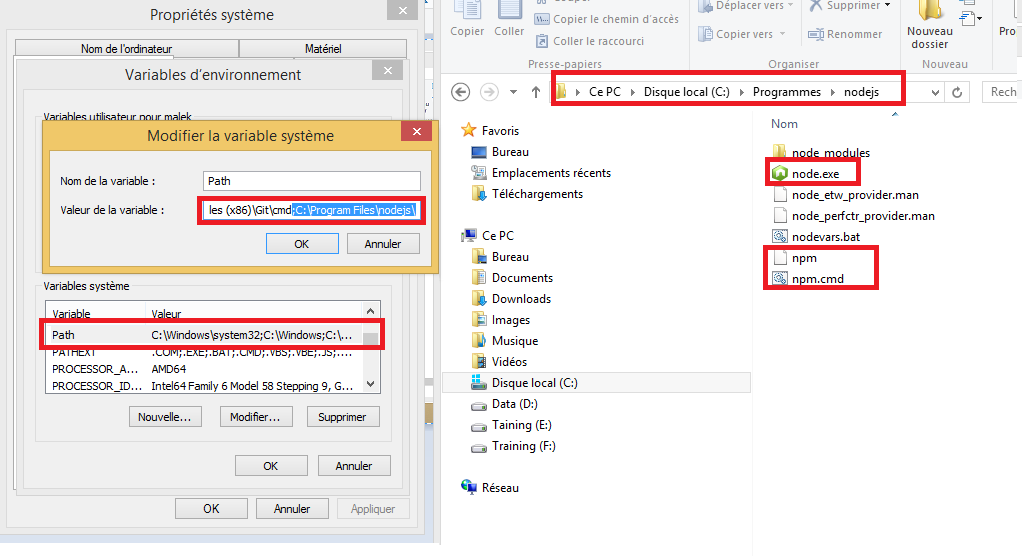 Propriétés système
Nom de l'ordinateur
Matériel
Variables d'environnement
Variables utilisateur pour malek
Modifier la variable système
Nom de la variable :
Path
Valeur de la variable :
les (x86)\Git\cmd;C:\Program Files\nodejs\
OK
Annuler
Variables système
Variable
Valeur
Path
C:\Windows\system32;C:\Windows;C:\...
PATHEXT
.COM;.EXE;.BAT;.CMD;.VBS;.VBE;.JS;....
PROCESSOR_A...
AMD64
PROCESSOR_ID...
Intel64 Family 6 Model 58 Stepping 9, G...
Nouvelle...
Modifier...
Supprimer
OK
Annuler
OK
Annuler
Appliquer
Copier
Coller
Copier le chemin d'accès
Coller le raccourci
Presse-papiers
Déplacer vers
Copier vers
Supprimer
Renommer
Organiser
Nouveau
dossier
Nouveau
Ce PC
Disque local (C:)
Programmes
nodejs
Rech
Favoris
Bureau
Emplacements récents
Téléchargements
Ce PC
Bureau
Documents
Downloads
Images
Musique
Vidéos
Disque local (C:)
Data (D:)
Taining (E:)
Training (F:)
Réseau
Nom
node_modules
node.exe
node_etw_provider.man
node_perfctr_provider.man
nodevars.bat
npm
npm.cmd